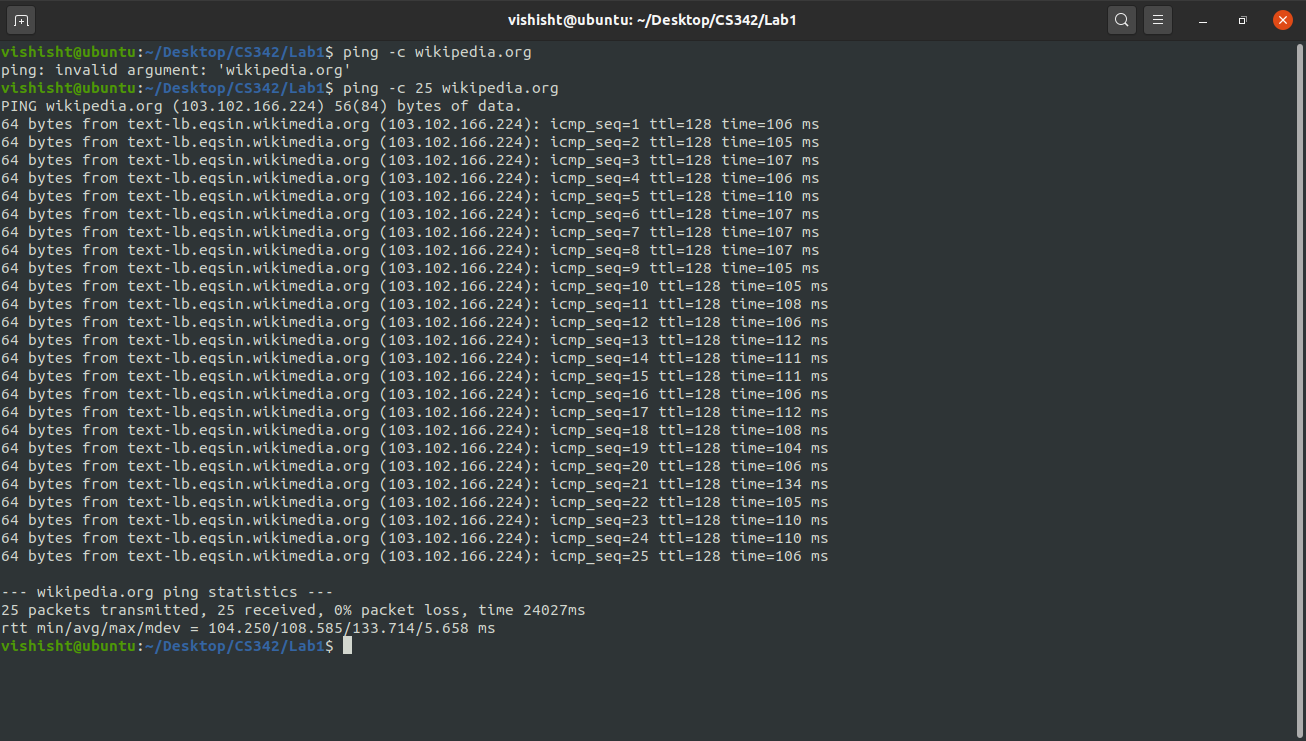 vishisht@ubuntu: ~/Desktop/CS342/Lab1
vishisht@ubuntu:~/Desktop/CS342/Lab1$ ping -c wikipedia.org
ping: invalid argument: 'wikipedia.org'
vishisht@ubuntu:~/Desktop/CS342/Lab1$ ping -c 25 wikipedia.org
PING wikipedia.org (103.102.166.224) 56(84) bytes of data.
64 bytes from text-lb.eqsin.wikimedia.org (103.102.166.224): icmp_seq=1 ttl=128 time=106 ms
64 bytes from text-lb.eqsin.wikimedia.org (103.102.166.224): icmp_seq=2 ttl=128 time=105 ms
64 bytes from text-lb.eqsin.wikimedia.org (103.102.166.224): icmp_seq=3 ttl=128 time=107 ms
64 bytes from text-lb.eqsin.wikimedia.org (103.102.166.224): icmp_seq=4 ttl=128 time=106 ms
64 bytes from text-lb.eqsin.wikimedia.org (103.102.166.224): icmp_seq=5 ttl=128 time=110 ms
64 bytes from text-lb.eqsin.wikimedia.org (103.102.166.224): icmp_seq=6 ttl=128 time=107 ms
64 bytes from text-lb.eqsin.wikimedia.org (103.102.166.224): icmp_seq=7 ttl=128 time=107 ms
64 bytes from text-lb.eqsin.wikimedia.org (103.102.166.224): icmp_seq=8 ttl=128 time=107 ms
64 bytes from text-lb.eqsin.wikimedia.org (103.102.166.224): icmp_seq=9 ttl=128 time=105 ms
64 bytes from text-lb.eqsin.wikimedia.org (103.102.166.224): icmp_seq=10 ttl=128 time=105 ms
64 bytes from text-lb.eqsin.wikimedia.org (103.102.166.224): icmp_seq=11 ttl=128 time=108 ms
64 bytes from text-lb.eqsin.wikimedia.org (103.102.166.224): icmp_seq=12 ttl=128 time=106 ms
64 bytes from text-lb.eqsin.wikimedia.org (103.102.166.224): icmp_seq=13 ttl=128 time=112 ms
64 bytes from text-lb.eqsin.wikimedia.org (103.102.166.224): icmp_seq=14 ttl=128 time=111 ms
64 bytes from text-lb.eqsin.wikimedia.org (103.102.166.224): icmp_seq=15 ttl=128 time=111 ms
64 bytes from text-lb.eqsin.wikimedia.org (103.102.166.224): icmp_seq=16 ttl=128 time=106 ms
64 bytes from text-lb.eqsin.wikimedia.org (103.102.166.224): icmp_seq=17 ttl=128 time=112 ms
64 bytes from text-lb.eqsin.wikimedia.org (103.102.166.224): icmp_seq=18 ttl=128 time=108 ms
64 bytes from text-lb.eqsin.wikimedia.org (103.102.166.224): icmp_seq=19 ttl=128 time=104 ms
64 bytes from text-lb.eqsin.wikimedia.org (103.102.166.224): icmp_seq=20 ttl=128 time=106 ms
64 bytes from text-lb.eqsin.wikimedia.org (103.102.166.224): icmp_seq=21 ttl=128 time=134 ms
64 bytes from text-lb.eqsin.wikimedia.org (103.102.166.224): icmp_seq=22 ttl=128 time=105 ms
64 bytes from text-lb.eqsin.wikimedia.org (103.102.166.224): icmp_seq=23 ttl=128 time=110 ms
64 bytes from text-lb.eqsin.wikimedia.org (103.102.166.224): icmp_seq=24 ttl=128 time=110 ms
64 bytes from text-lb.eqsin.wikimedia.org (103.102.166.224): icmp_seq=25 ttl=128 time=106 ms
--- wikipedia.org ping statistics ---
25 packets transmitted, 25 received, 0% packet loss, time 24027ms
rtt min/avg/max/mdev = 104.250/108.585/133.714/5.658 ms
vishisht@ubuntu:~/Desktop/CS342/Lab1$